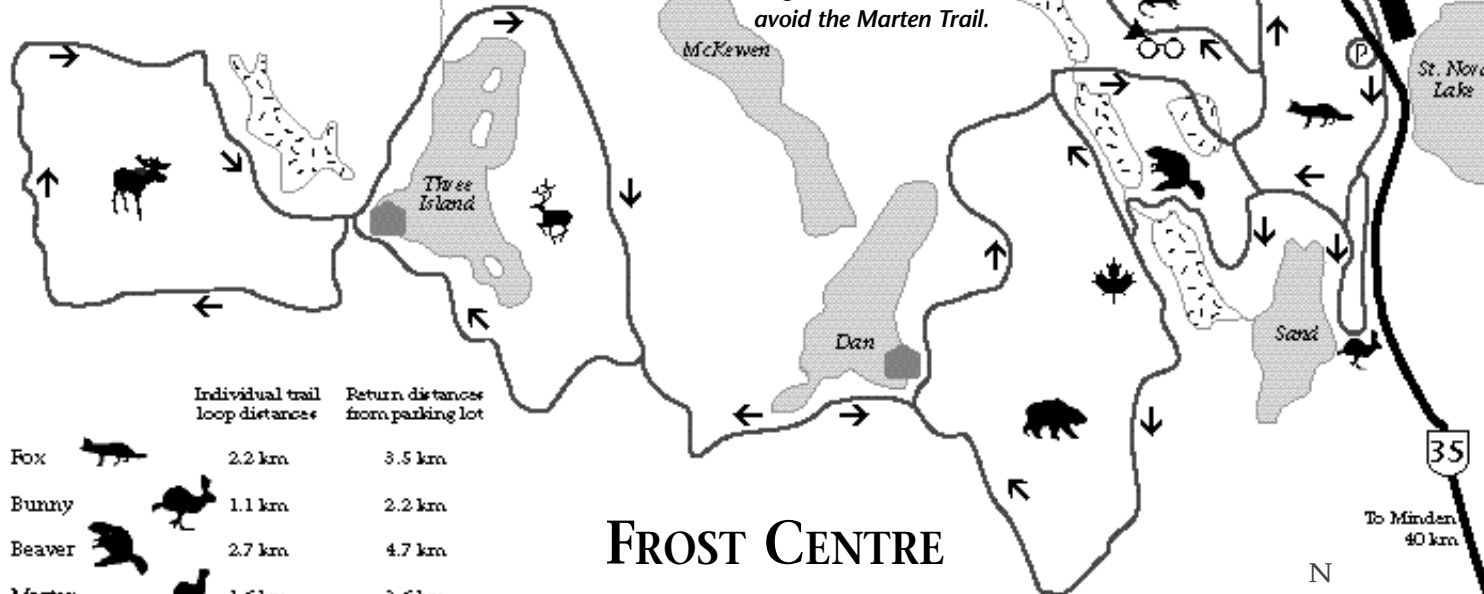 avoid the Marten Trail.
McKewen
P
Lake
Three
Island
Dan
Sand
35
To Minden
40 km
Individual trail
loop distances
Return distances
from parking lot
Fox 2.2 km 3.5 km
Bunny 1.1 km 2.2 km
Beaver 2.7 km 4.7 km
FROST CENTRE
N